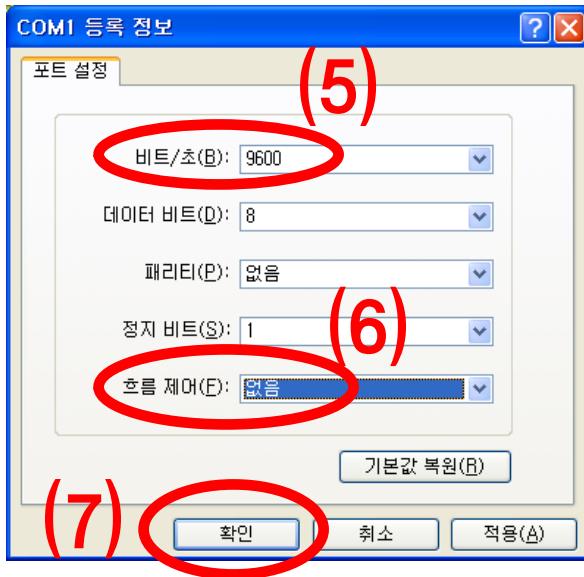 COM1 등록 정보
포트 설정
(5)
비트/초(B): 9600
데이터 비트(D): 8
패리티(P): 없음
정지 비트(S): 1
(6)
흐름 제어(F): 없음
기본값 복원(R)
(7)
확인 취소 적용(A)